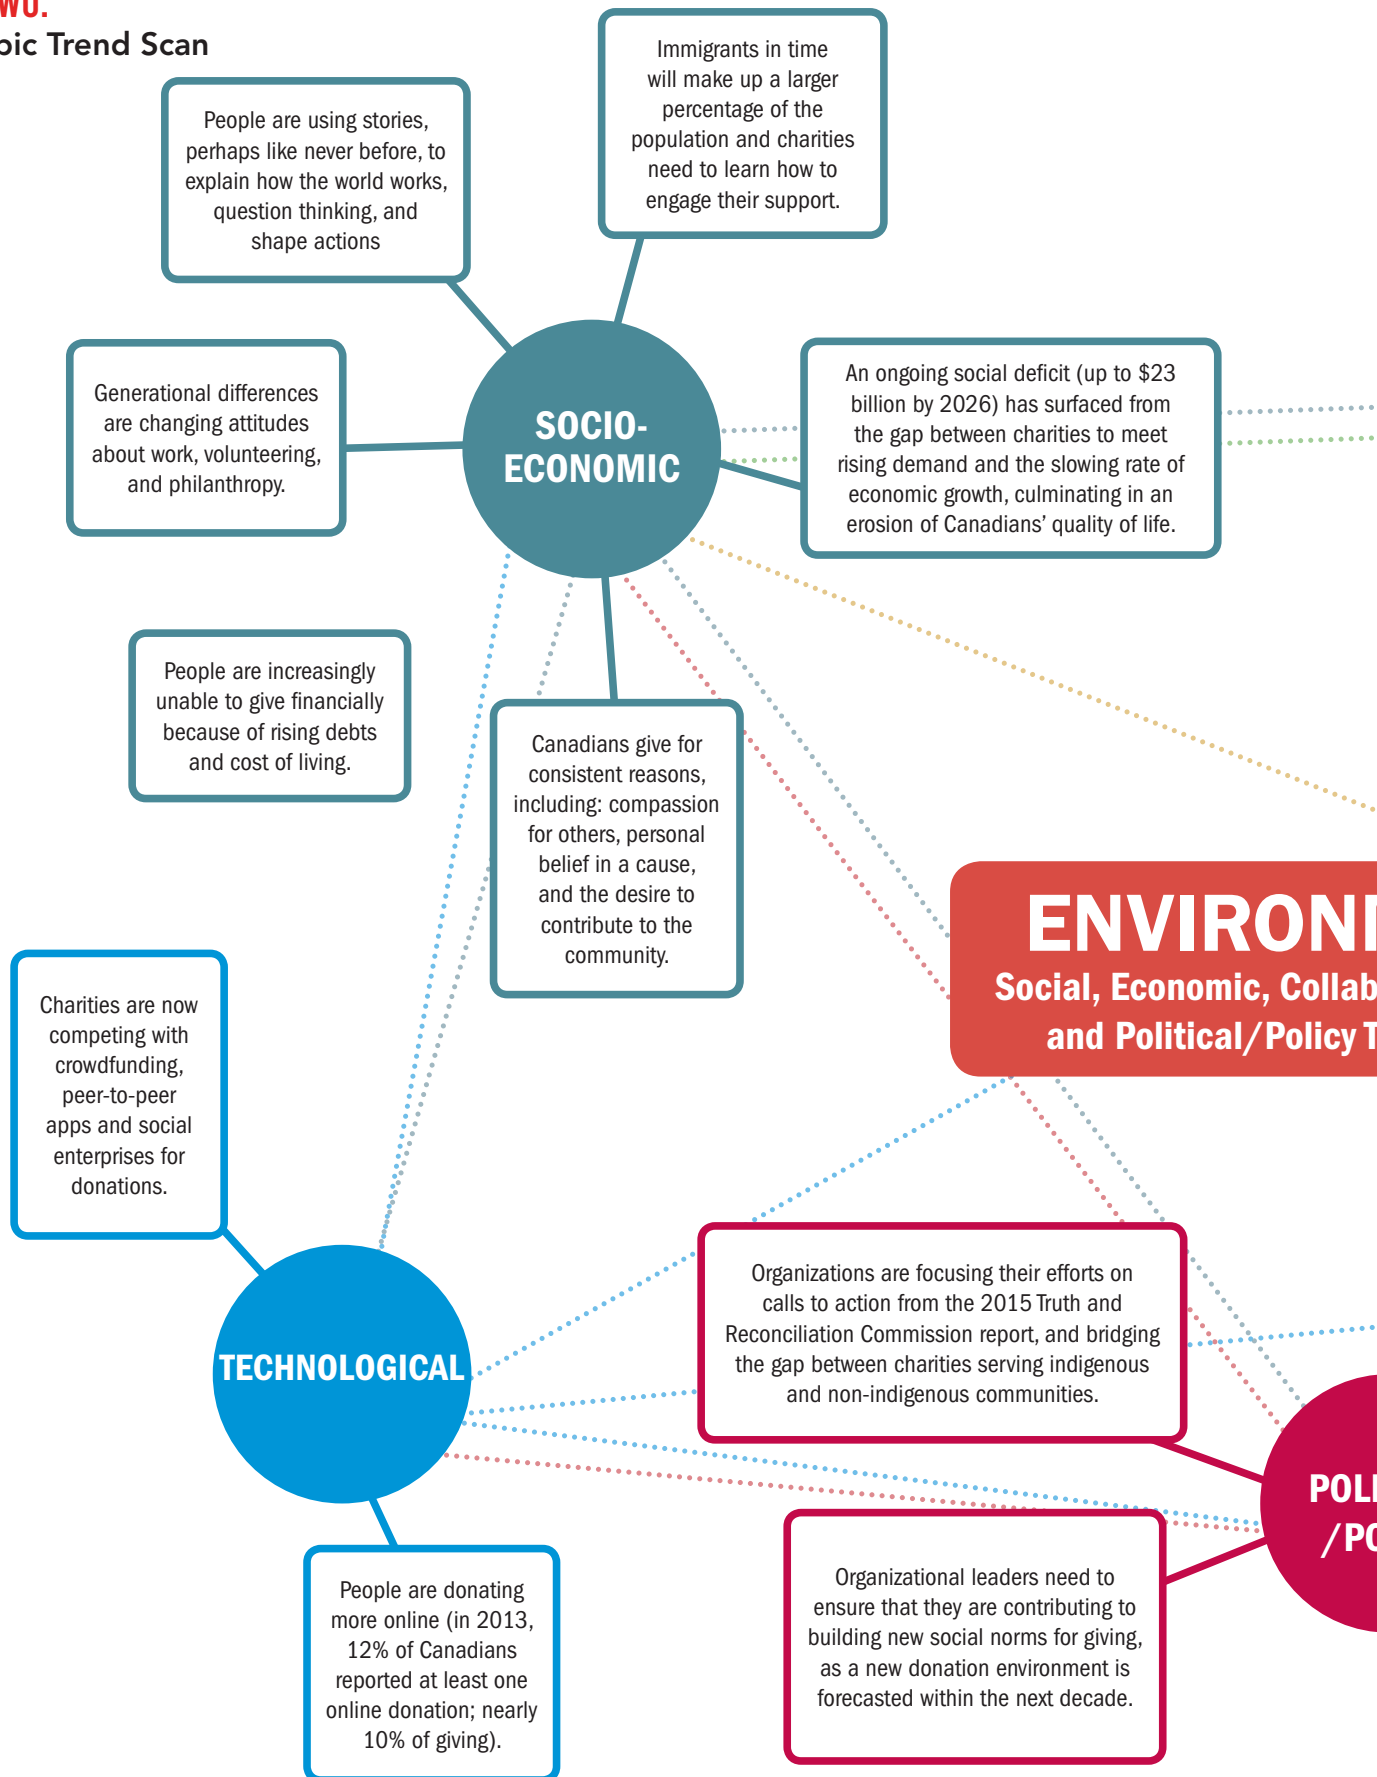 WO.
pic Trend Scan
Immigrants in time
will make up a larger
percentage of the
population and charities
need to learn how to
engage their support.
People are using stories,
perhaps like never before, to
explain how the world works,
question thinking, and
shape actions
Generational differences
are changing attitudes
about work, volunteering,
and philanthropy.
SOCIO-
ECONOMIC
An ongoing social deficit (up to $23
billion by 2026) has surfaced from
the gap between charities to meet
rising demand and the slowing rate of
economic growth, culminating in an
erosion of Canadians' quality of life.
People are increasingly
unable to give financially
because of rising debts
and cost of living.
Canadians give for
consistent reasons,
including: compassion
for others, personal
belief in a cause,
and the desire to
contribute to the
community.
ENVIRON
Social, Economic, Collab
and Political/Policy T
Charities are now
competing with
crowdfunding,
peer-to-peer
apps and social
enterprises for
donations.
TECHNOLOGICAL
Organizations are focusing their efforts on
calls to action from the 2015 Truth and
Reconciliation Commission report, and bridging
the gap between charities serving indigenous
and non-indigenous communities.
POLI
/PO
People are donating
more online (in 2013,
12% of Canadians
reported at least one
online donation; nearly
10% of giving).
Organizational leaders need to
ensure that they are contributing to
building new social norms for giving,
as a new donation environment is
forecasted within the next decade.